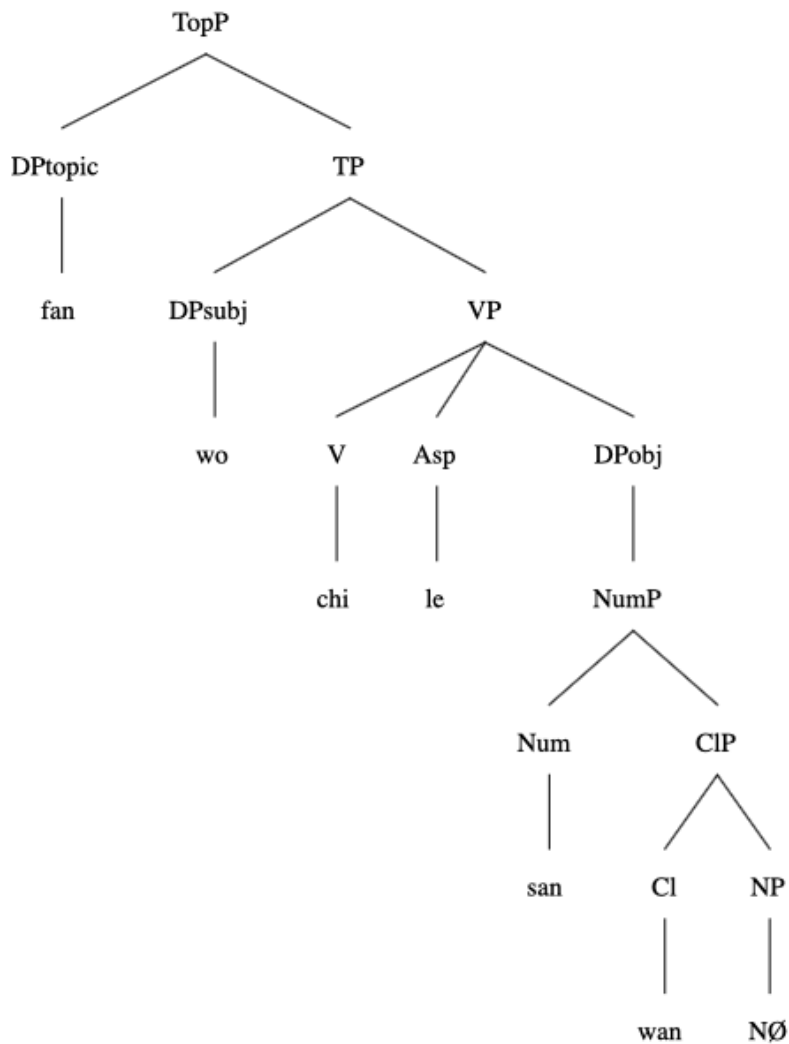 TopP
DPtopic TP
fan DPsubj VP
wo V Asp DPobj
chi le NumP
Num ClP
san Cl NP
wan NØ